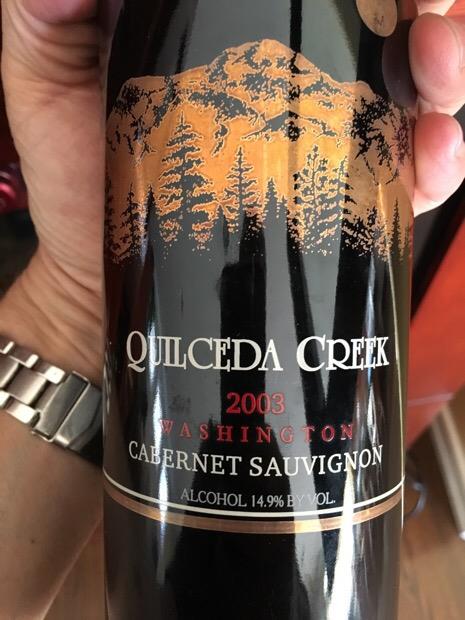 QUILCEDA CREEK
2003
WASHINGTON
CABERNET SAUVIGNON
ALCOHOL 14.9% BY VOL.